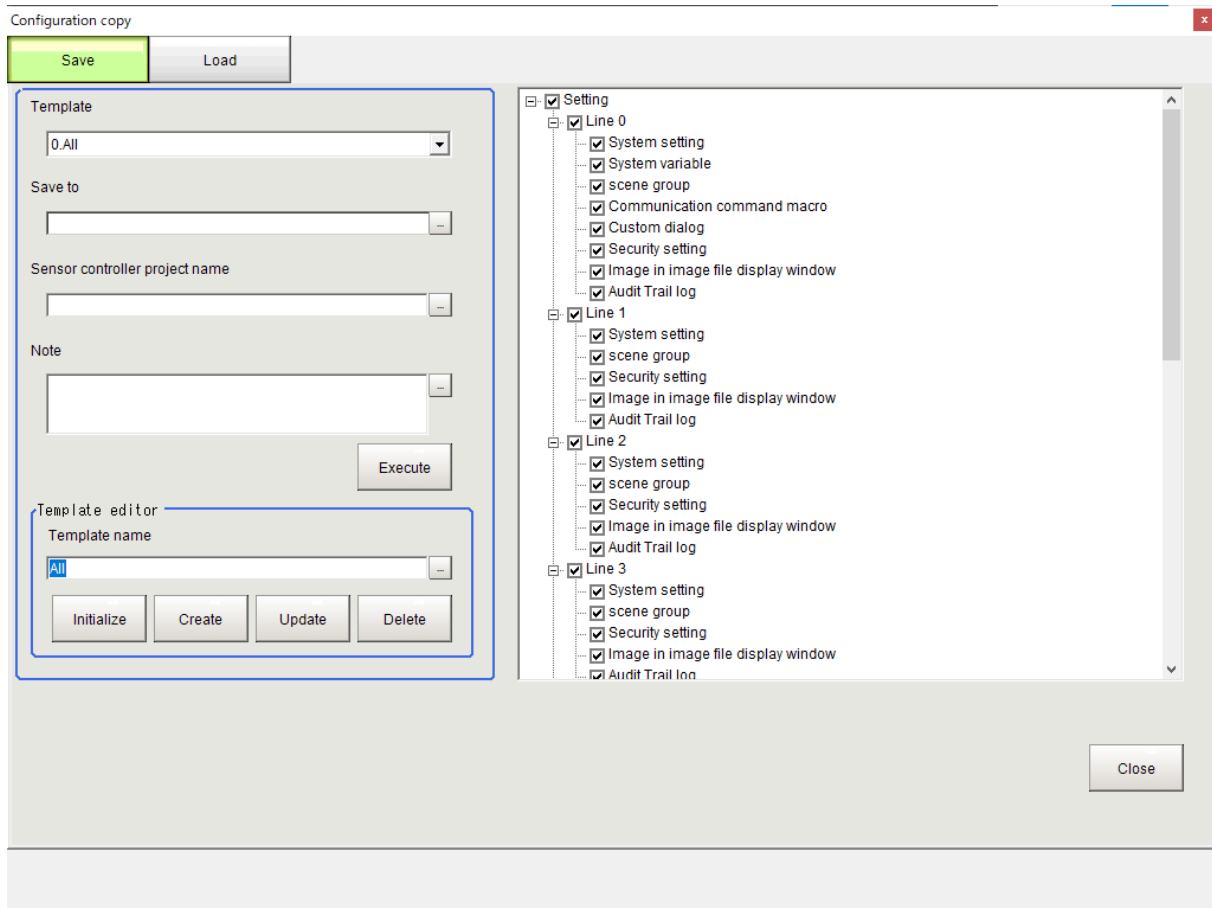 Configuration copy
x
Save
Load
Template
0.All
Save to
...
Sensor controller project name
...
Note
...
Execute
Template editor
Template name
All
...
Initialize
Create
Update
Delete
Setting
Line 0
System setting
System variable
scene group
Communication command macro
Custom dialog
Security setting
Image in image file display window
Audit Trail log
Line 1
System setting
scene group
Security setting
Image in image file display window
Audit Trail log
Line 2
System setting
scene group
Security setting
Image in image file display window
Audit Trail log
Line 3
System setting
scene group
Security setting
Image in image file display window
Audit Trail log
Close